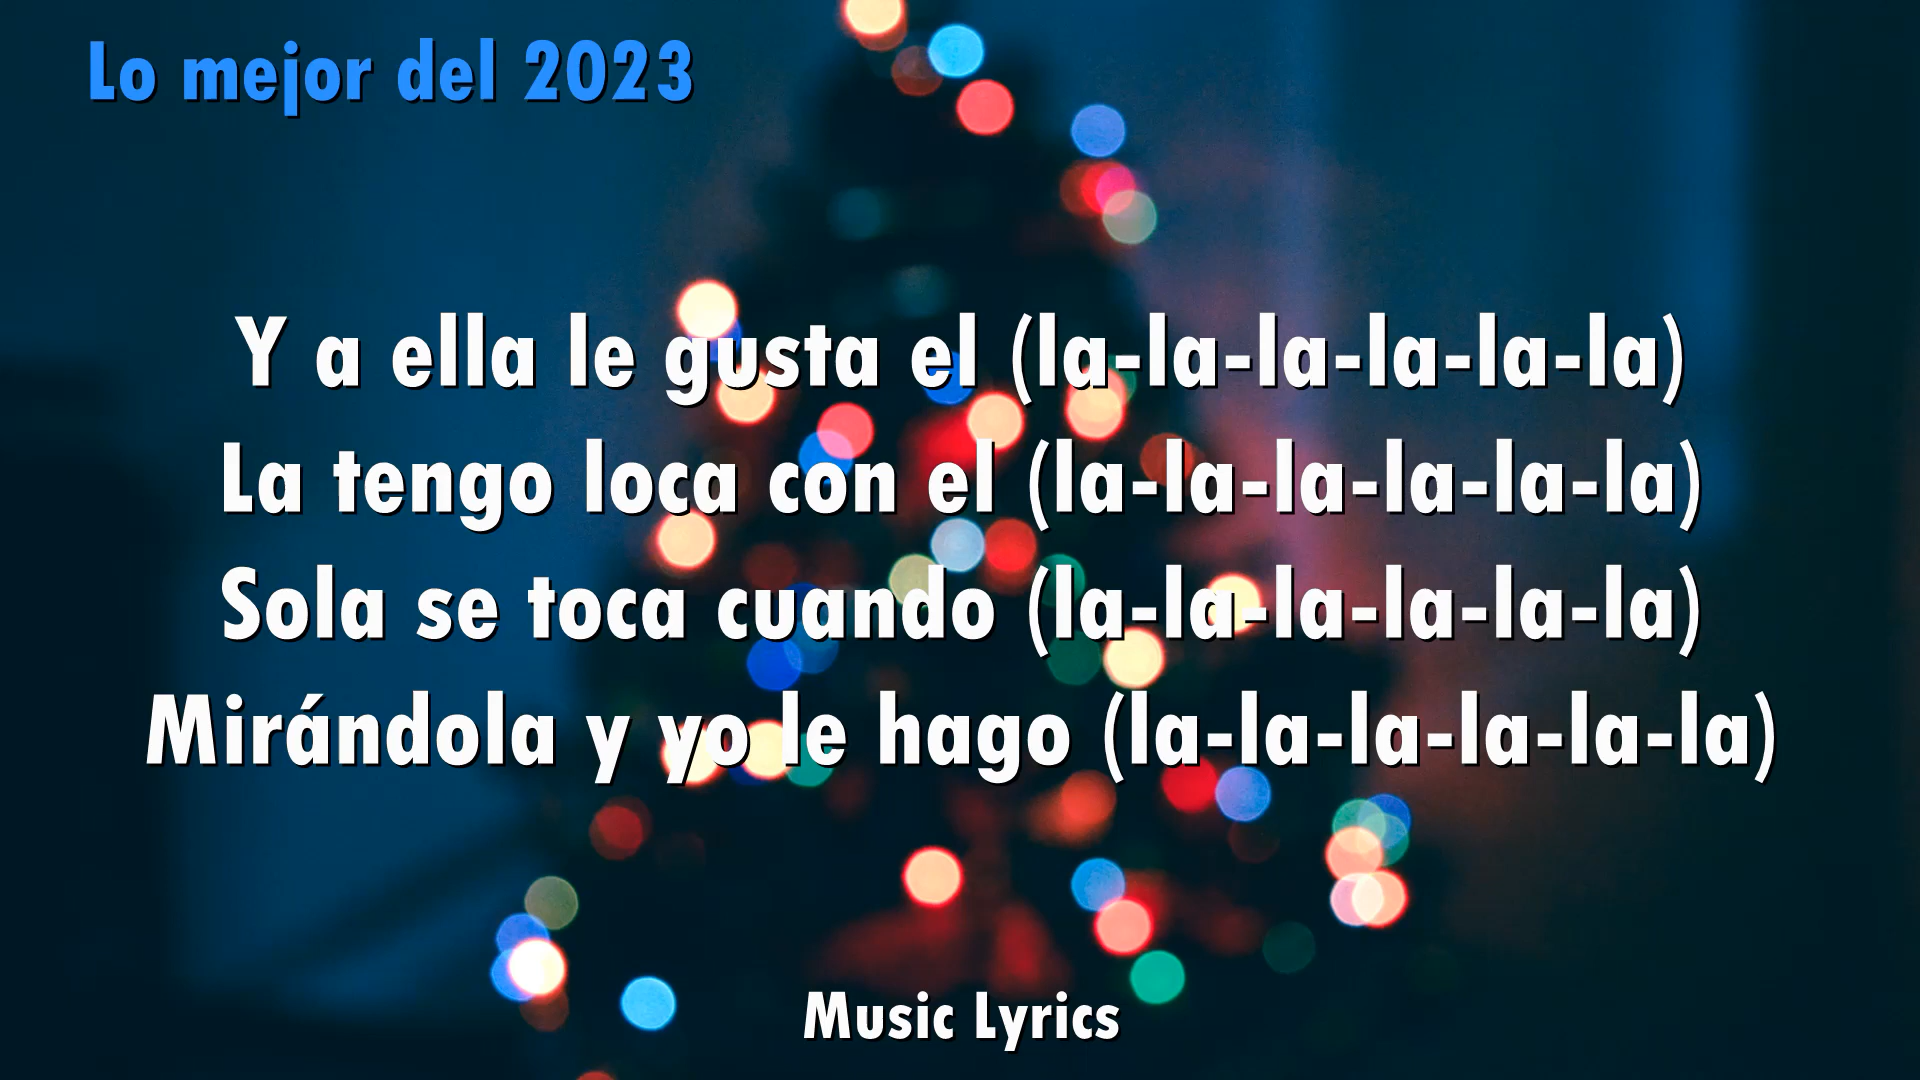 Lo mejor del 2023
Y a ella le gusta el (la-la-la-la-la-la)
La tengo loca con el (la-la-la-la-la-la)
Sola se toca cuando (la-la-la-la-la-la)
Mirándola y yo le hago (la-la-la-la-la-la)
Music Lyrics